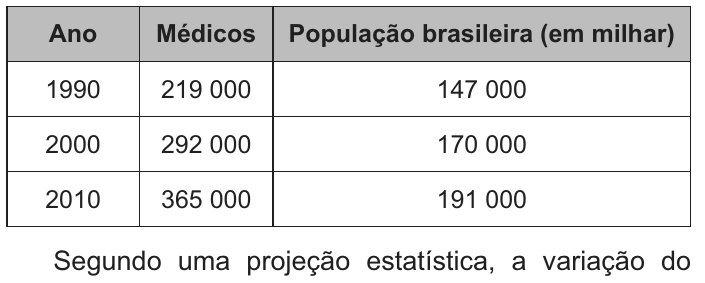 Ano Médicos População brasileira (em milhar)
1990 219 000 147 000
2000 292 000 170 000
2010 365 000 191 000
Segundo uma projeção estatística, a variação do